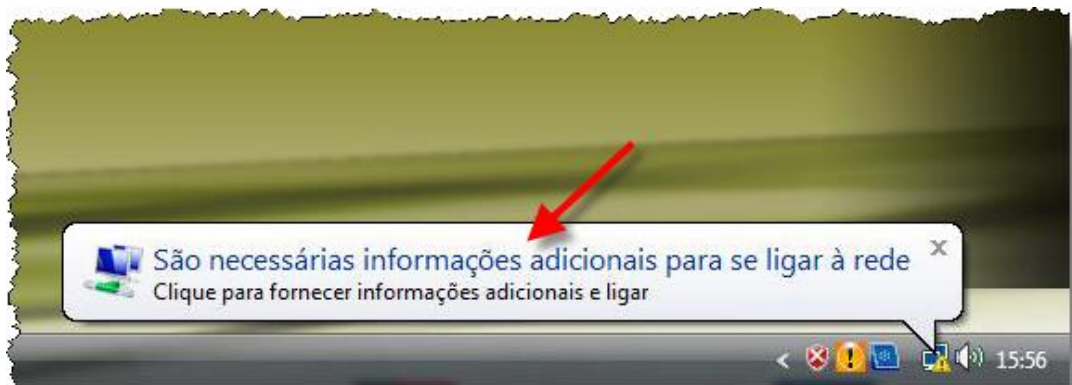 São necessárias informações adicionais para se ligar à rede
Clique para fornecer informações adicionais e ligar
15:56